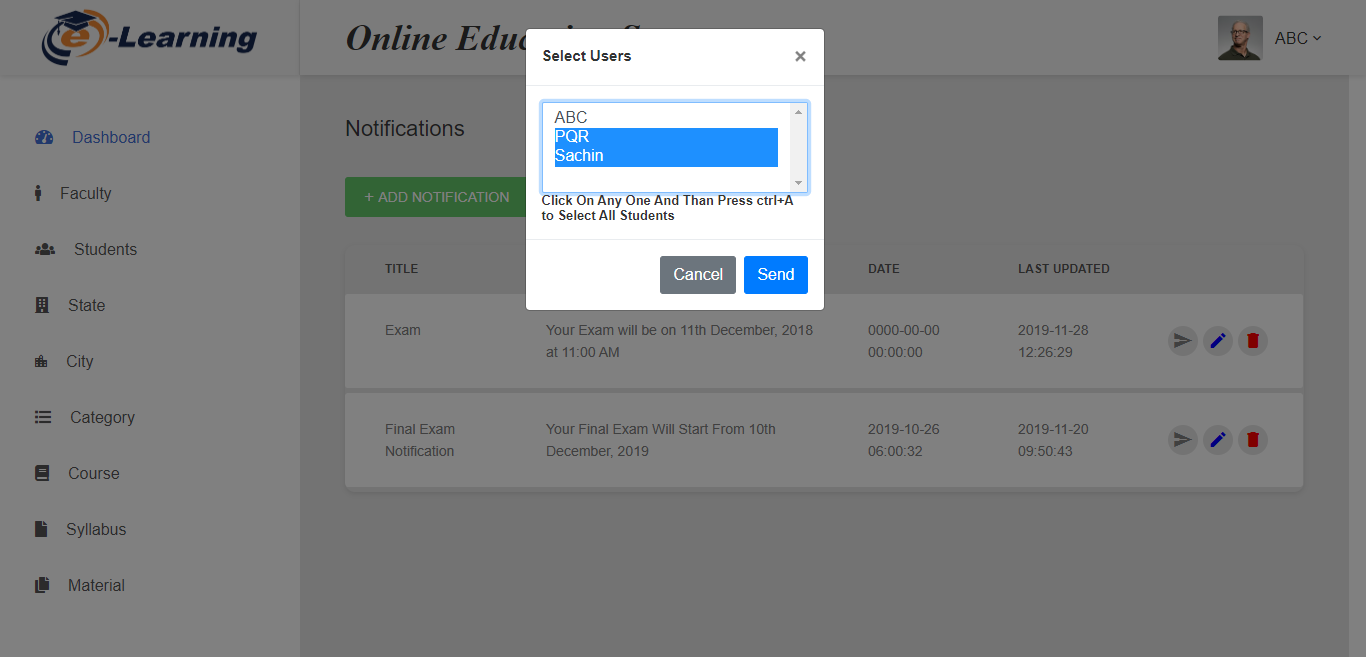 e-Learning
Online Educa
ABC
Select Users
×
ABC
PQR
Sachin
Click On Any One And Than Press ctrl+A
to Select All Students
Cancel
Send
Dashboard
Faculty
Students
State
City
Category
Course
Syllabus
Material
Notifications
+ ADD NOTIFICATION
TITLE
DATE
LAST UPDATED
Exam
Your Exam will be on 11th December, 2018
at 11:00 AM
0000-00-00
00:00:00
2019-11-28
12:26:29
Final Exam
Notification
Your Final Exam Will Start From 10th
December, 2019
2019-10-26
06:00:32
2019-11-20
09:50:43